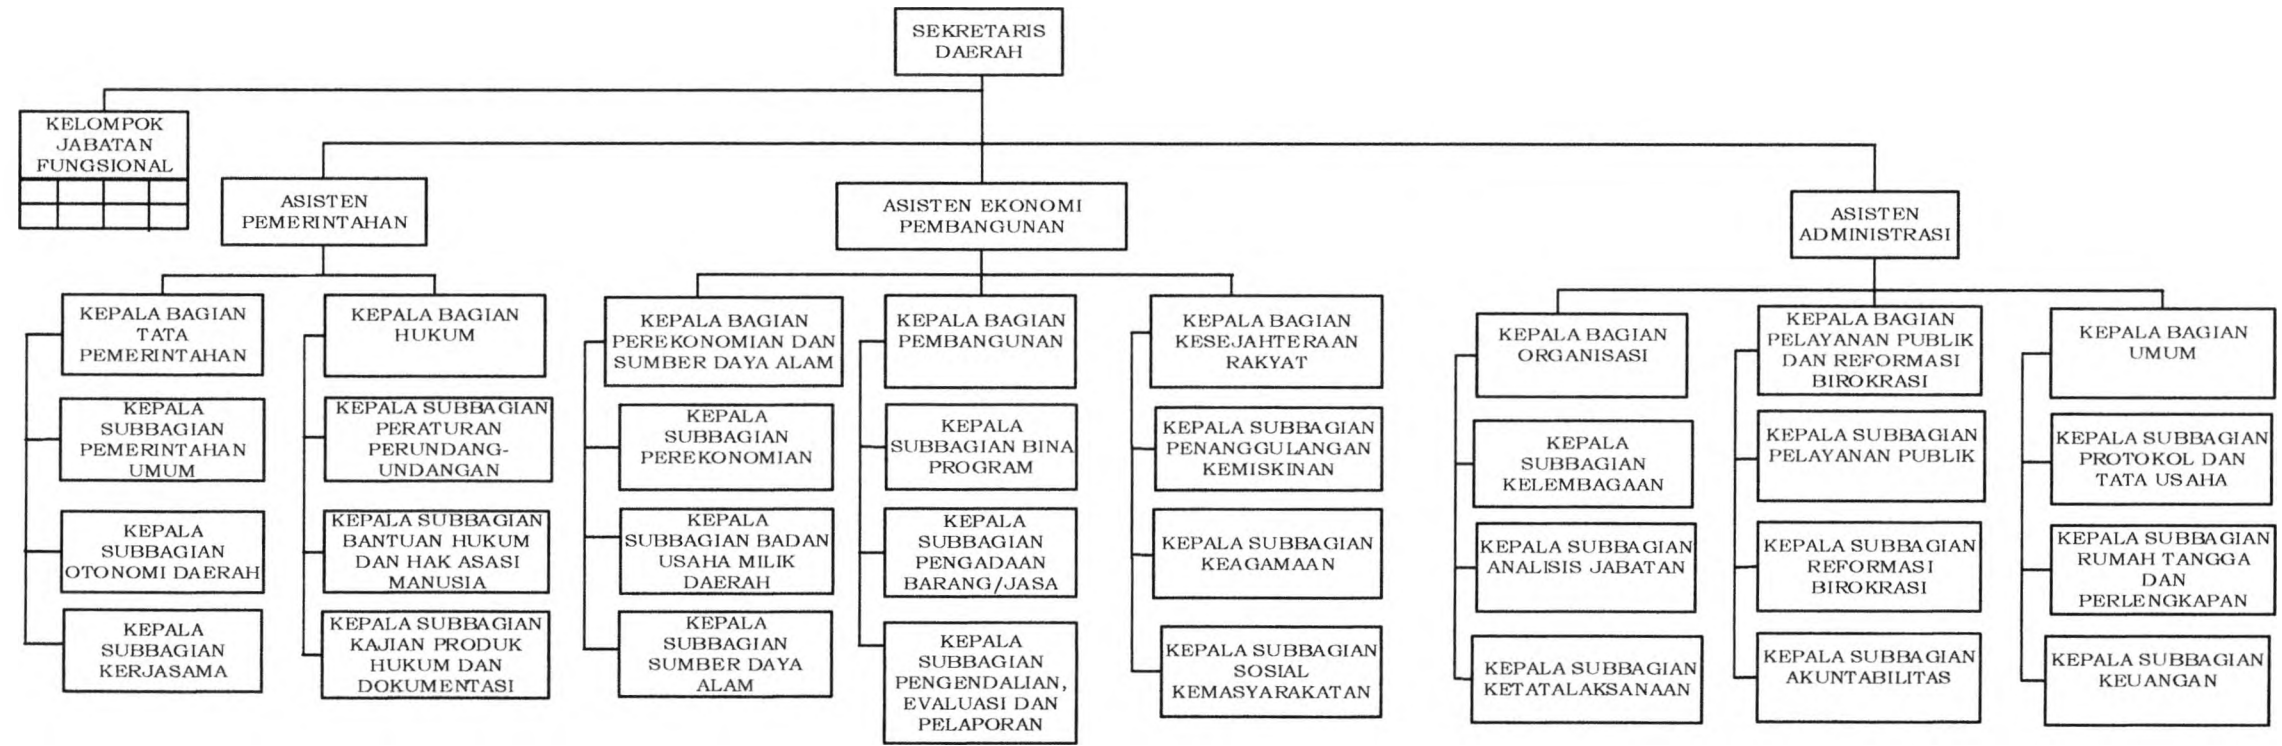 SEKRETARIS
DAERAH
KELOMPOK
JABATAN
FUNGSIONAL
ASISTEN
PEMERINTAHAN
ASISTEN EKONOMI
PEMBANGUNAN
ASISTEN
ADMINISTRASI
KEPALA BAGIAN
TATA
PEMERINTAHAN
KEPALA SUBBAGIAN
PEMERINTAHAN
UMUM
KEPALA
SUBBAGIAN
OTONOMI DAERAH
KEPALA
SUBBAGIAN
KERJASAMA
KEPALA BAGIAN
HUKUM
KEPALA SUBBAGIAN
PERATURAN
PERUNDANG-
UNDANGAN
KEPALA SUBBAGIAN
BANTUAN HUKUM
DAN HAK ASASI
MANUSIA
KEPALA SUBBAGIAN
KAJIAN PRODUK
HUKUM DAN
DOKUMENTASI
KEPALA BAGIAN
PEREKONOMIAN DAN
SUMBER DAYA ALAM
KEPALA
SUBBAGIAN
PEREKONOMIAN
KEPALA
SUBBAGIAN BADAN
USAHA MILIK
DAERAH
KEPALA
SUBBAGIAN
SUMBER DAYA
ALAM
KEPALA BAGIAN
PEMBANGUNAN
KEPALA
SUBBAGIAN BINA
PROGRAM
KEPALA
SUBBAGIAN
PENGADAAN
BARANG/JASA
KEPALA
SUBBAGIAN
PENGENDALIAN,
EVALUASI DAN
PELAPORAN
KEPALA BAGIAN
KESEJAHTERAAN
RAKYAT
KEPALA SUBBAGIAN
PENANGGULANGAN
KEMISKINAN
KEPALA SUBBAGIAN
KEAGAMAAN
KEPALA SUBBAGIAN
SOSIAL
KEMASYARAKATAN
KEPALA BAGIAN
ORGANISASI
KEPALA
SUBBAGIAN
KELEMBAGAAN
KEPALA SUBBAGIAN
ANALISIS JABATAN
KEPALA SUBBAGIAN
KETATALAKSANAAN
KEPALA BAGIAN
PELAYANAN PUBLIK
DAN REFORMASI
BIROKRASI
KEPALA SUBBAGIAN
PELAYANAN PUBLIK
KEPALA SUBBAGIAN
REFORMASI
BIROKRASI
KEPALA SUBBAGIAN
AKUNTABILITAS
KEPALA BAGIAN
UMUM
KEPALA SUBBAGIAN
PROTOKOL DAN
TATA USAHA
KEPALA SUBBAGIAN
RUMAH TANGGA
DAN
PERLENGKAPAN
KEPALA SUBBAGIAN
KEUANGAN